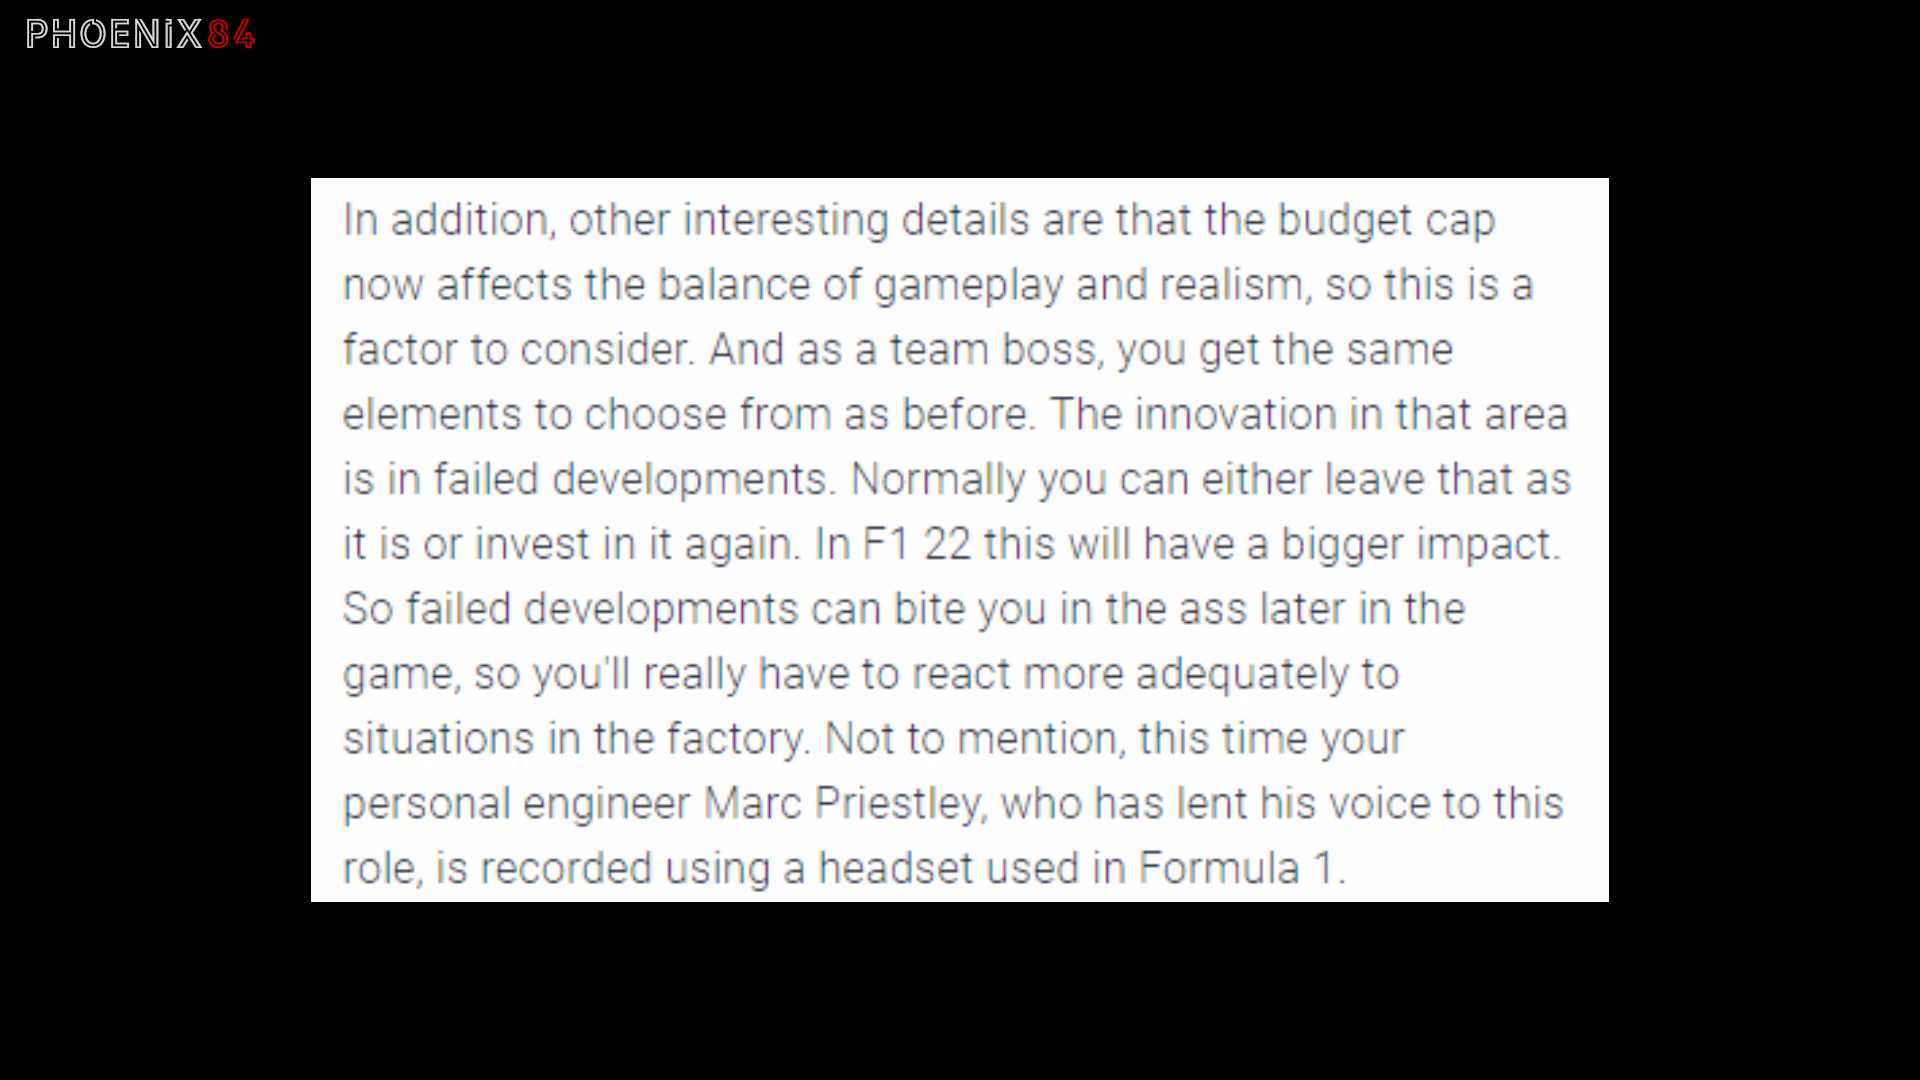 PHOENiX84
In addition, other interesting details are that the budget cap
now affects the balance of gameplay and realism, so this is a
factor to consider. And as a team boss, you get the same
elements to choose from as before. The innovation in that area
is in failed developments. Normally you can either leave that as
it is or invest in it again. In F1 22 this will have a bigger impact.
So failed developments can bite you in the ass later in the
game, so you'll really have to react more adequately to
situations in the factory. Not to mention, this time your
personal engineer Marc Priestley, who has lent his voice to this
role, is recorded using a headset used in Formula 1.